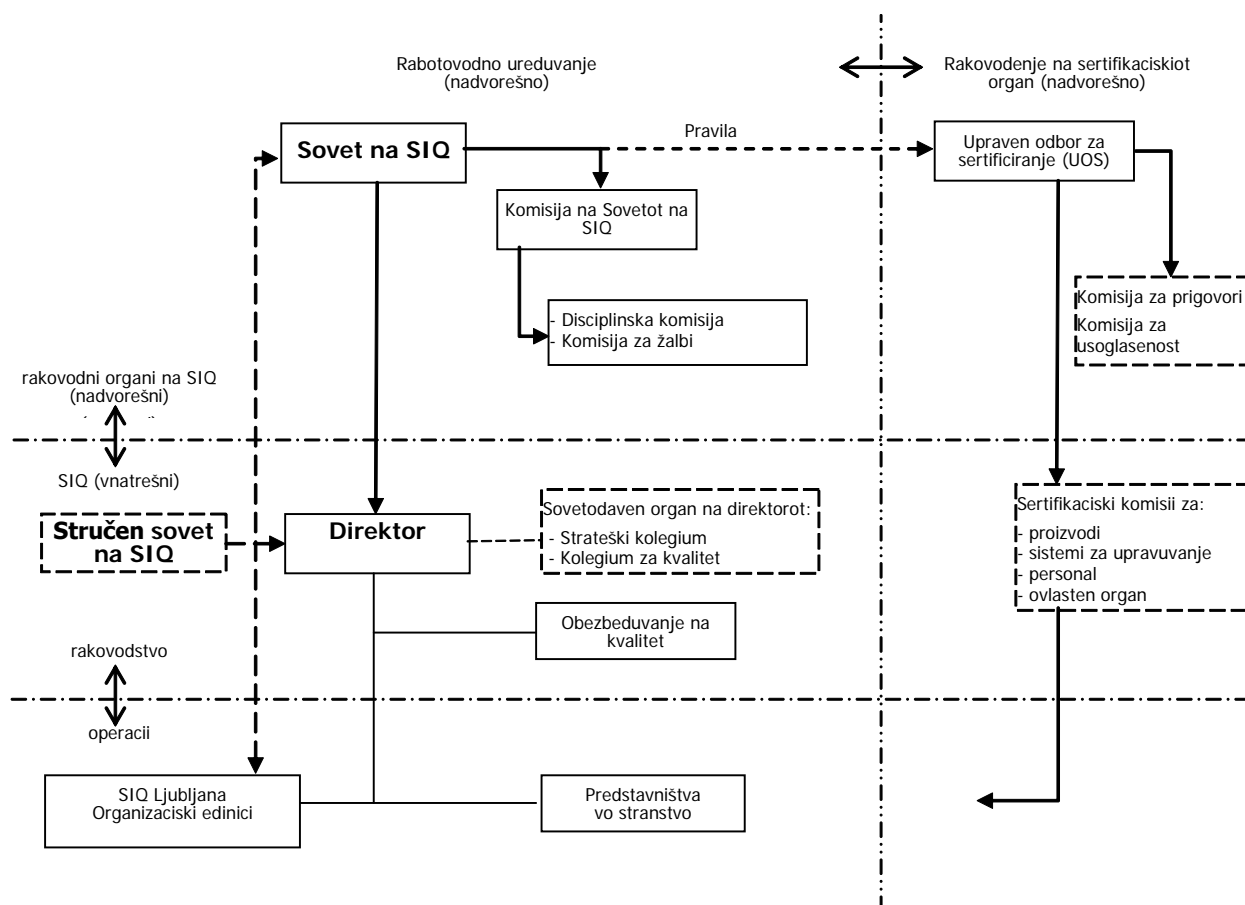 Rabotovodno ureduvanje
(nadvorešno)
Rakovodenje na sertifikaciskiot
organ (nadvorešno)
Sovet na SIQ
Pravila
Upraven odbor za
sertificiranje (UOS)
Komisija na Sovetot na
SIQ
Komisija za prigovori
Komisija za
usoglasenost
- Disciplinska komisija
- Komisija za žalbi
rakovodni organi na SIQ
(nadvorešni)
SIQ (vnatrešni)
Stručen sovet
na SIQ
Direktor
Sovetodaven organ na direktorot:
- Strateški kolegium
- Kolegium za kvalitet
Sertifikaciski komisii za:
- proizvodi
- sistemi za upravuvanje
- personal
- ovlasten organ
Obezbeduvanje na
kvalitet
rakovodstvo
operacii
SIQ Ljubljana
Organizaciski edinici
Predstavništva
vo stranstvo